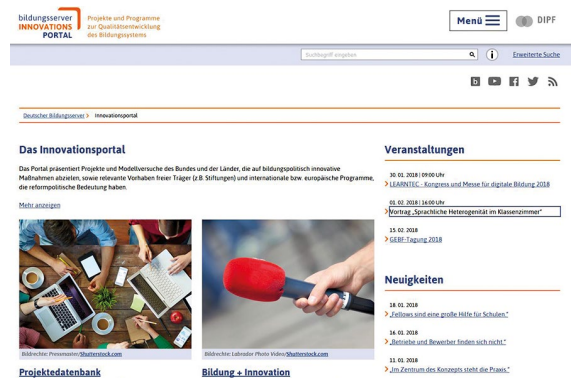 bildungsserver
INNOVATIONS
PORTAL
Projekte und Programme
zur Qualitätsentwicklung
des Bildungssystems
Menü
DIPF
Suchbegriff eingeben
i
Erweiterte Suche
Deutscher Bildungsserver > Innovationsportal
Das Innovationsportal
Das Portal präsentiert Projekte und Modellversuche des Bundes und der Länder, die auf bildungspolitisch innovative
Maßnahmen abzielen, sowie relevante Vorhaben freier Träger (z.B. Stiftungen) und internationale bzw. europäische Programme,
die reformpolitische Bedeutung haben.
Mehr anzeigen
Bildrechte: Pressmaster/Shutterstock.com
Projektedatenbank
Bildrechte: Labrador Photo Video/Shutterstock.com
Bildung + Innovation
Veranstaltungen
30. 01. 2018 | 09:00 Uhr
> LEARNTEC - Kongress und Messe für digitale Bildung 2018
01. 02. 2018 | 16:00 Uhr
> Vortrag „Sprachliche Heterogenität im Klassenzimmer"
15. 02. 2018
> GEBF-Tagung 2018
Neuigkeiten
18. 01. 2018
> „Fellows sind eine große Hilfe für Schulen."
16. 01. 2018
> „Betriebe und Bewerber finden sich nicht."
11. 01. 2018
> „Im Zentrum des Konzepts steht die Praxis."